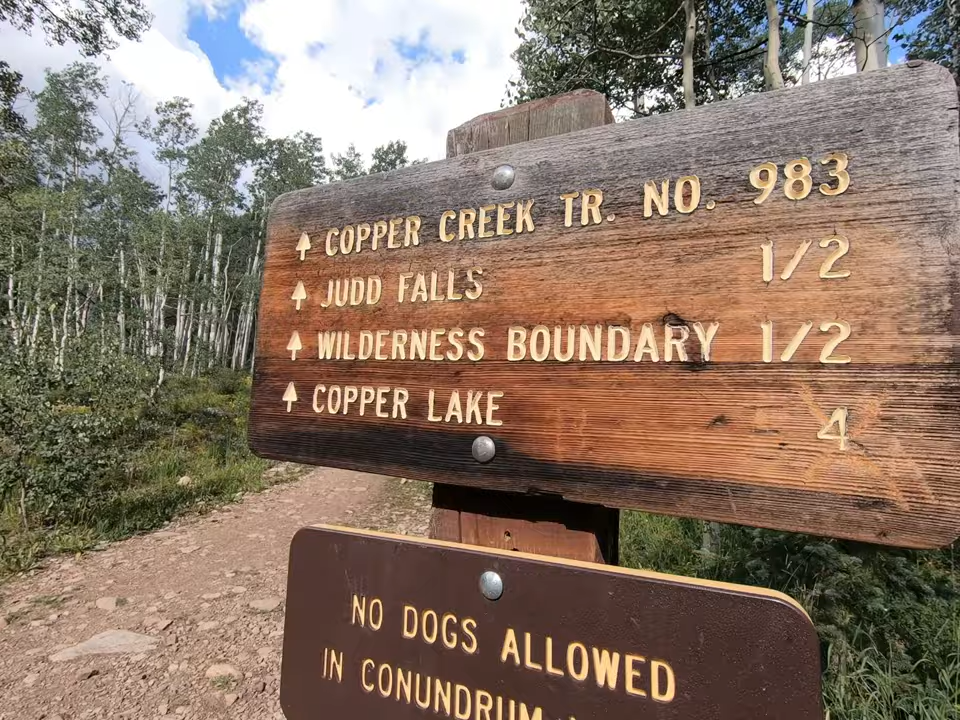 COPPER CREEK TR. NO. 983
JUDD FALLS 1/2
WILDERNESS BOUNDARY 1/2
COPPER LAKE 4
NO DOGS ALLOWED
IN CONUNDRUM